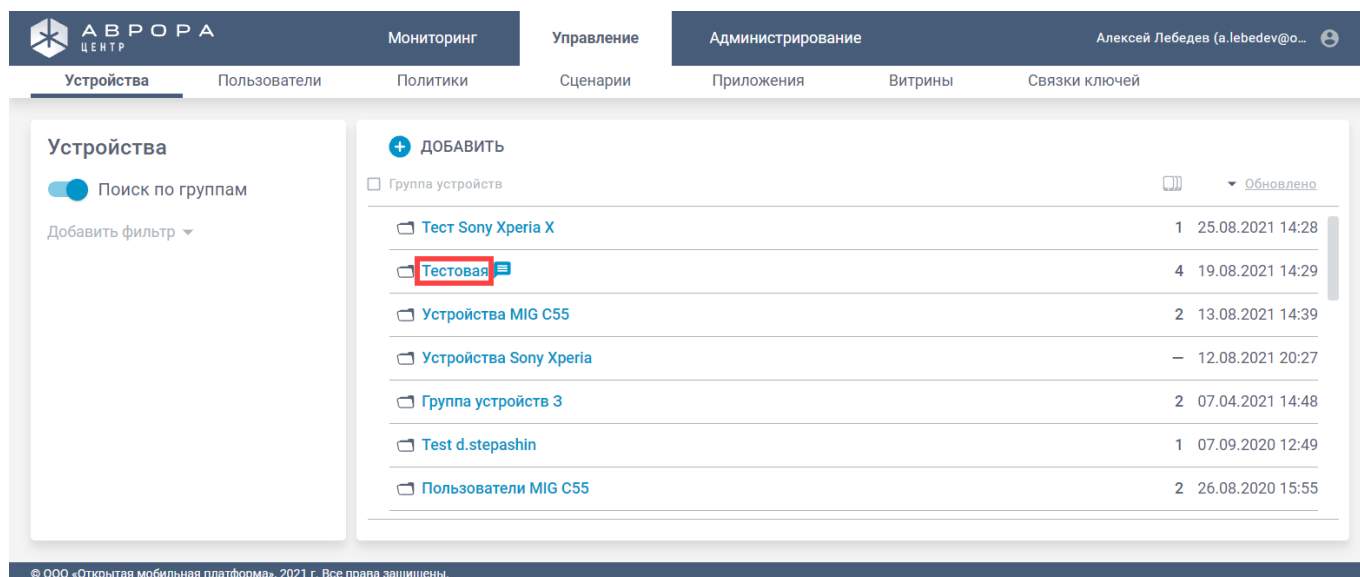 АВРОРА
ЦЕНТР
Мониторинг Управление Администрирование Алексей Лебедев (a.lebedev@o...
Устройства Пользователи Политики Сценарии Приложения Витрины Связки ключей
Устройства
Поиск по группам
Добавить фильтр
ДОБАВИТЬ
Группа устройств Обновлено
Тест Sony Xperia X 1 25.08.2021 14:28
Тестовая 4 19.08.2021 14:29
Устройства MIG C55 2 13.08.2021 14:39
Устройства Sony Xperia — 12.08.2021 20:27
Группа устройств 3 2 07.04.2021 14:48
Test d.stepashin 1 07.09.2020 12:49
Пользователи MIG C55 2 26.08.2020 15:55
© ООО «Открытая мобильная платформа», 2021 г. Все права защищены.